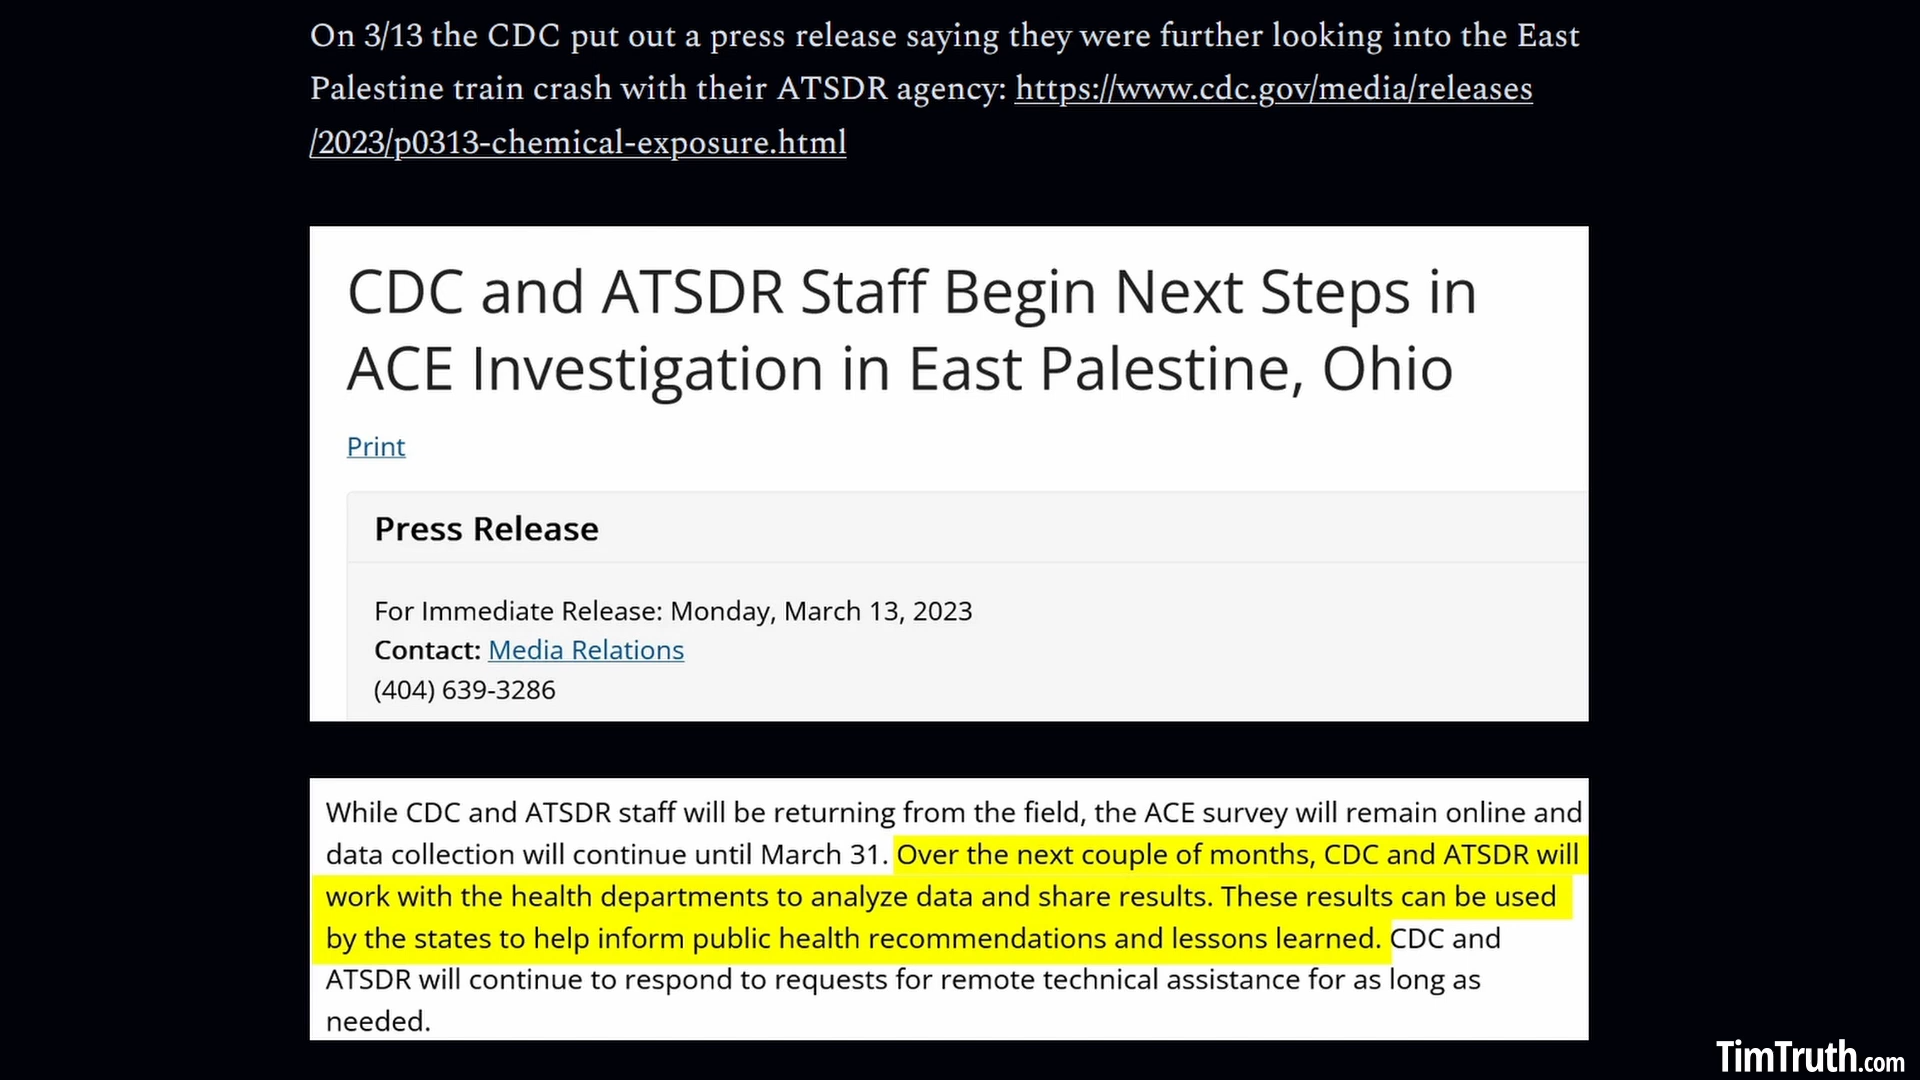 On 3/13 the CDC put out a press release saying they were further looking into the East
Palestine train crash with their ATSDR agency: https://www.cdc.gov/media/releases
/2023/p0313-chemical-exposure.html
CDC and ATSDR Staff Begin Next Steps in
ACE Investigation in East Palestine, Ohio
Print
Press Release
For Immediate Release: Monday, March 13, 2023
Contact: Media Relations
(404) 639-3286
While CDC and ATSDR staff will be returning from the field, the ACE survey will remain online and
data collection will continue until March 31. Over the next couple of months, CDC and ATSDR will
work with the health departments to analyze data and share results. These results can be used
by the states to help inform public health recommendations and lessons learned. CDC and
ATSDR will continue to respond to requests for remote technical assistance for as long as
needed.
TimTruth.com